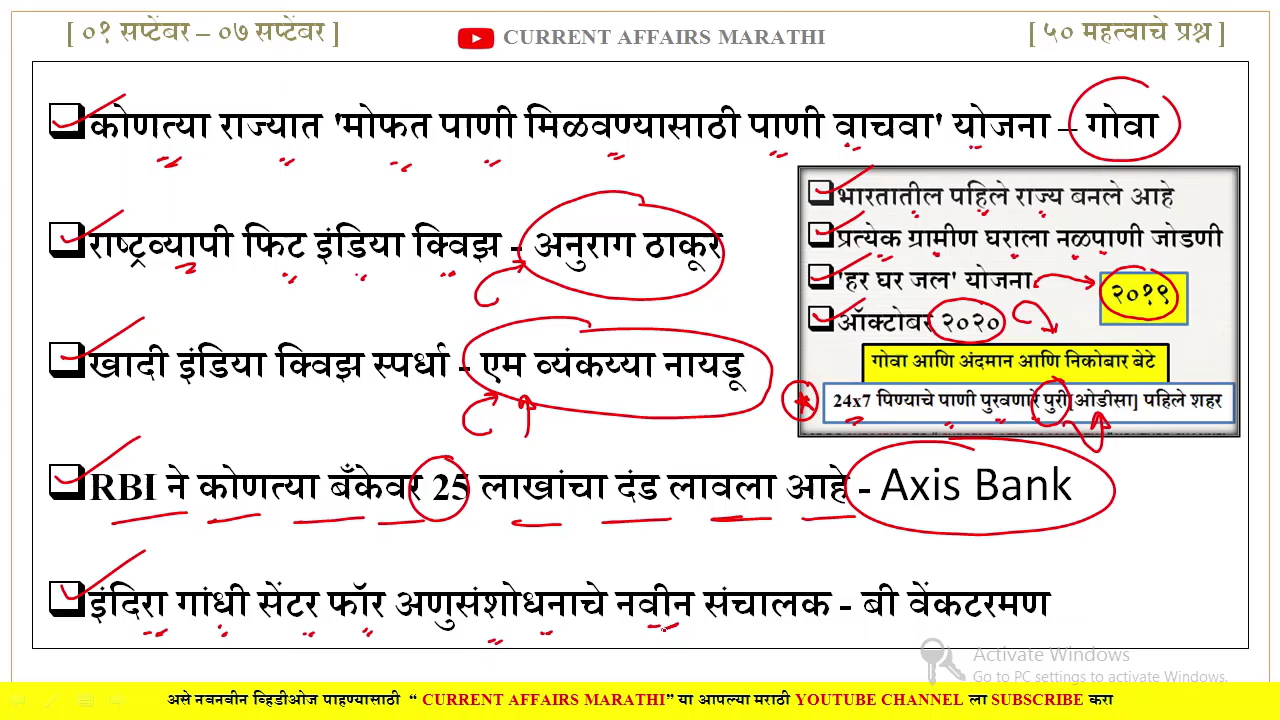 [ ०१ सप्टेंबर – ०७ सप्टेंबर ]
CURRENT AFFAIRS MARATHI
[ ५० महत्वाचे प्रश्न ]
कोणत्या राज्यात 'मोफत पाणी मिळवण्यासाठी पाणी वाचवा' योजना – गोवा
राष्ट्रव्यापी फिट इंडिया क्विझ - अनुराग ठाकूर
खादी इंडिया क्विझ स्पर्धा - एम व्यंकय्या नायडू
RBI ने कोणत्या बँकेवर 25 लाखांचा दंड लावला आहे - Axis Bank
इंदिरा गांधी सेंटर फॉर अणुसंशोधनाचे नवीन संचालक - बी वेंकटरमण
भारतातील पहिले राज्य बनले आहे
प्रत्येक ग्रामीण घराला नळपाणी जोडणी
'हर घर जल' योजना
२०१९
ऑक्टोबर २०२०
गोवा आणि अंदमान आणि निकोबार बेटे
24x7 पिण्याचे पाणी पुरवणारे पुरी[ओडीसा] पहिले शहर
Activate Windows
Go to PC settings to activate Windows.
असे नवनवीन व्हिडीओज पाहण्यासाठी “ CURRENT AFFAIRS MARATHI” या आपल्या मराठी YOUTUBE CHANNEL ला SUBSCRIBE करा